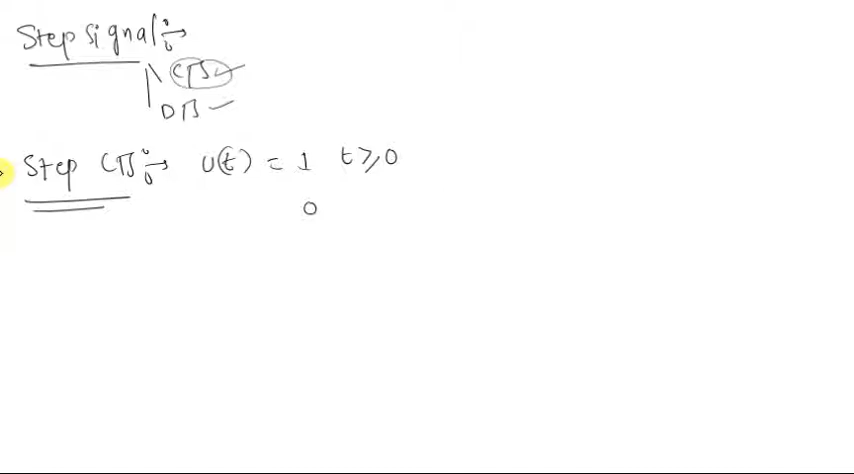 Step signal :→
CTS
DTS
Step CTS :→ u(t) = 1 t ≥ 0
0